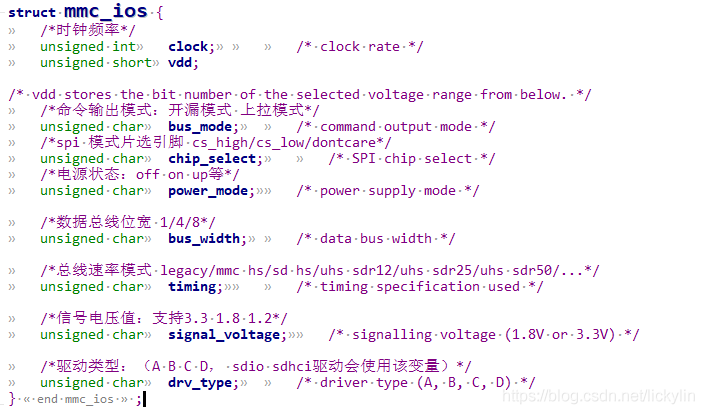 struct mmc_ios {
/*时钟频率*/
unsigned int clock; /* clock rate */
unsigned short vdd;
/* vdd stores the bit number of the selected voltage range from below. */
/*命令输出模式：开漏模式 上拉模式*/
unsigned char bus_mode; /* command output mode */
/*spi 模式片选引脚 cs_high/cs_low/dontcare*/
unsigned char chip_select; /* SPI chip select */
/*电源状态：off on up等*/
unsigned char power_mode; /* power supply mode */
/*数据总线位宽 1/4/8*/
unsigned char bus_width; /* data bus width */
/*总线速率模式 legacy/mmc hs/sd hs/uhs sdr12/uhs sdr25/uhs sdr50/...*/
unsigned char timing; /* timing specification used */
/*信号电压值：支持3.3 1.8 1.2*/
unsigned char signal_voltage; /* signalling voltage (1.8V or 3.3V) */
/*驱动类型：（A B C D， sdio sdhci驱动会使用该变量）*/
unsigned char drv_type; /* driver type (A, B, C, D) */
} « end mmc_ios » ;
https://blog.csdn.net/lickylin